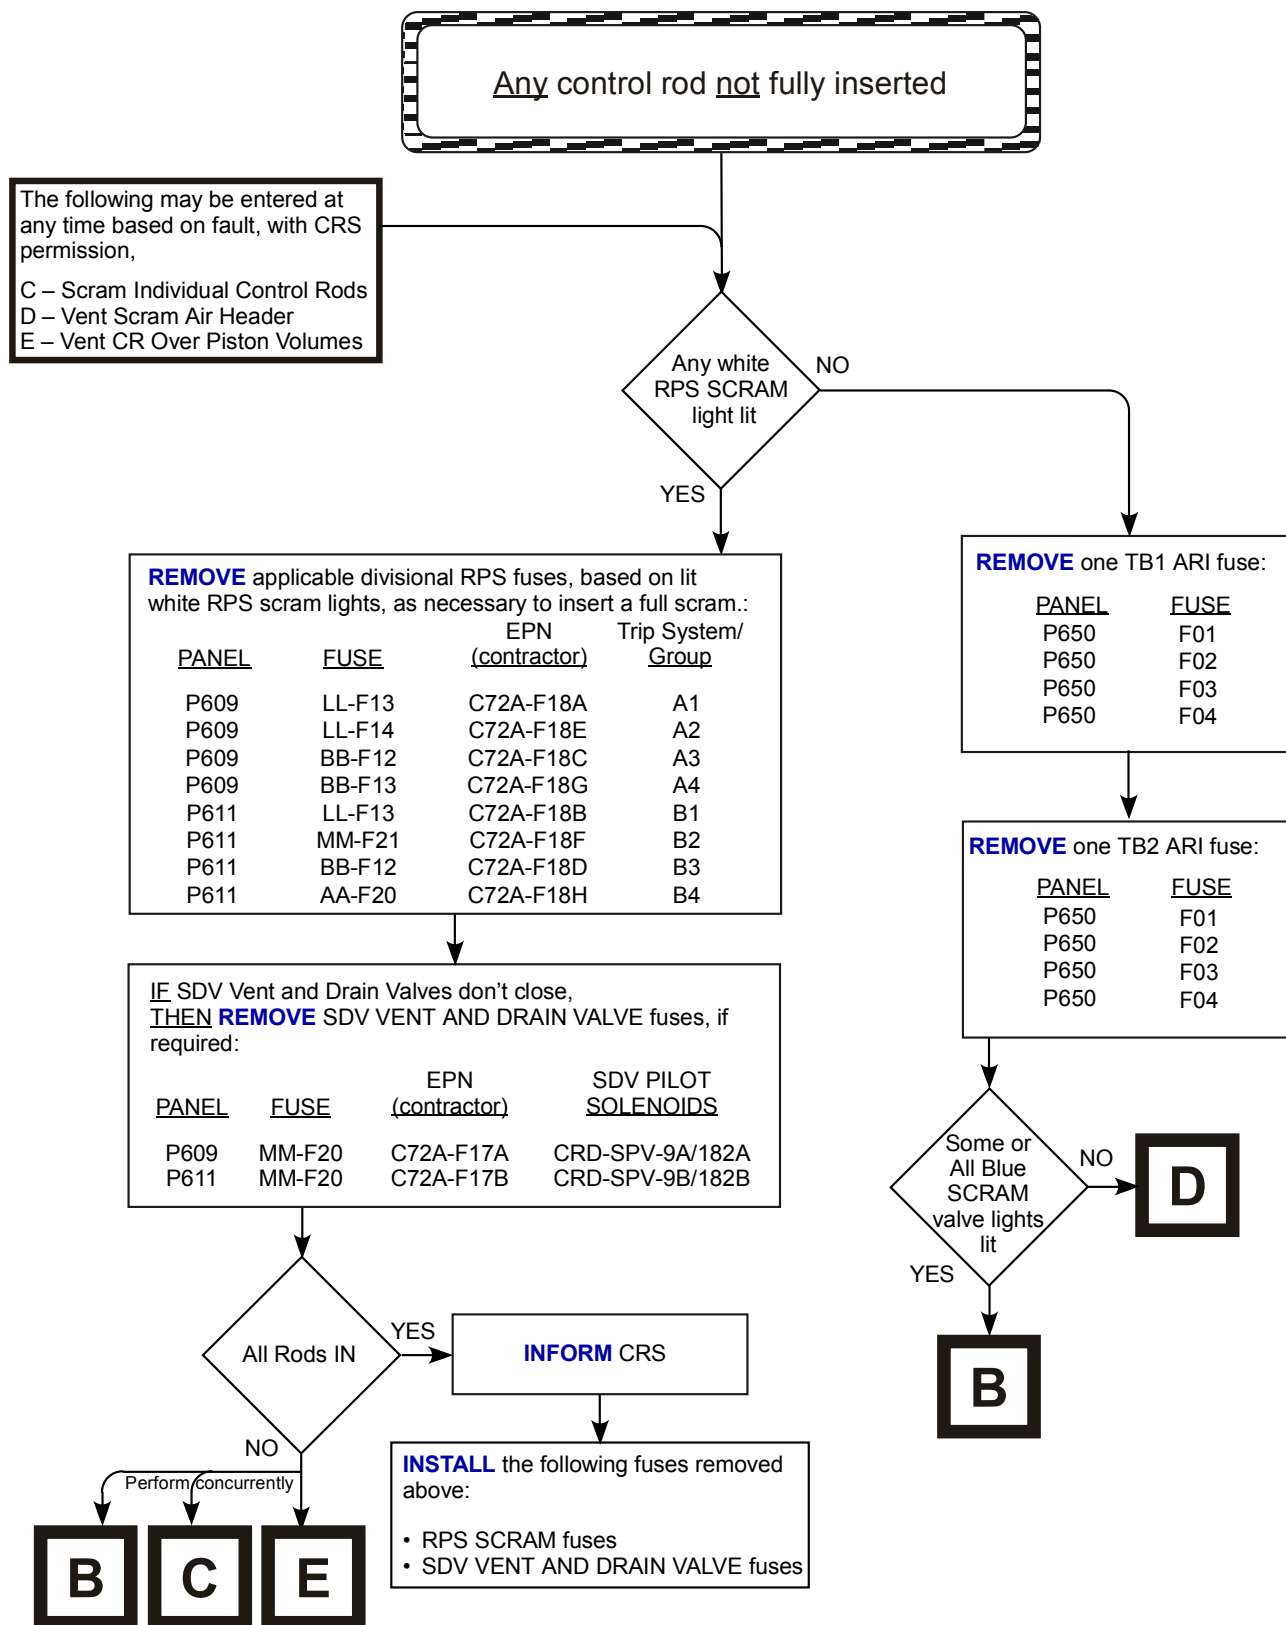 Any control rod not fully inserted
The following may be entered at
any time based on fault, with CRS
permission,
C – Scram Individual Control Rods
D – Vent Scram Air Header
E – Vent CR Over Piston Volumes
Any white
RPS SCRAM
light lit
NO
YES
REMOVE applicable divisional RPS fuses, based on lit
white RPS scram lights, as necessary to insert a full scram.:
EPN Trip System/
PANEL FUSE (contractor) Group
P609 LL-F13 C72A-F18A A1
P609 LL-F14 C72A-F18E A2
P609 BB-F12 C72A-F18C A3
P609 BB-F13 C72A-F18G A4
P611 LL-F13 C72A-F18B B1
P611 MM-F21 C72A-F18F B2
P611 BB-F12 C72A-F18D B3
P611 AA-F20 C72A-F18H B4
IF SDV Vent and Drain Valves don't close,
THEN REMOVE SDV VENT AND DRAIN VALVE fuses, if
required:
EPN SDV PILOT
PANEL FUSE (contractor) SOLENOIDS
P609 MM-F20 C72A-F17A CRD-SPV-9A/182A
P611 MM-F20 C72A-F17B CRD-SPV-9B/182B
All Rods IN
YES
INFORM CRS
NO
Perform concurrently
B C E
INSTALL the following fuses removed
above:
• RPS SCRAM fuses
• SDV VENT AND DRAIN VALVE fuses
REMOVE one TB1 ARI fuse:
PANEL FUSE
P650 F01
P650 F02
P650 F03
P650 F04
REMOVE one TB2 ARI fuse:
PANEL FUSE
P650 F01
P650 F02
P650 F03
P650 F04
Some or
All Blue
SCRAM
valve lights
lit
NO
D
YES
B